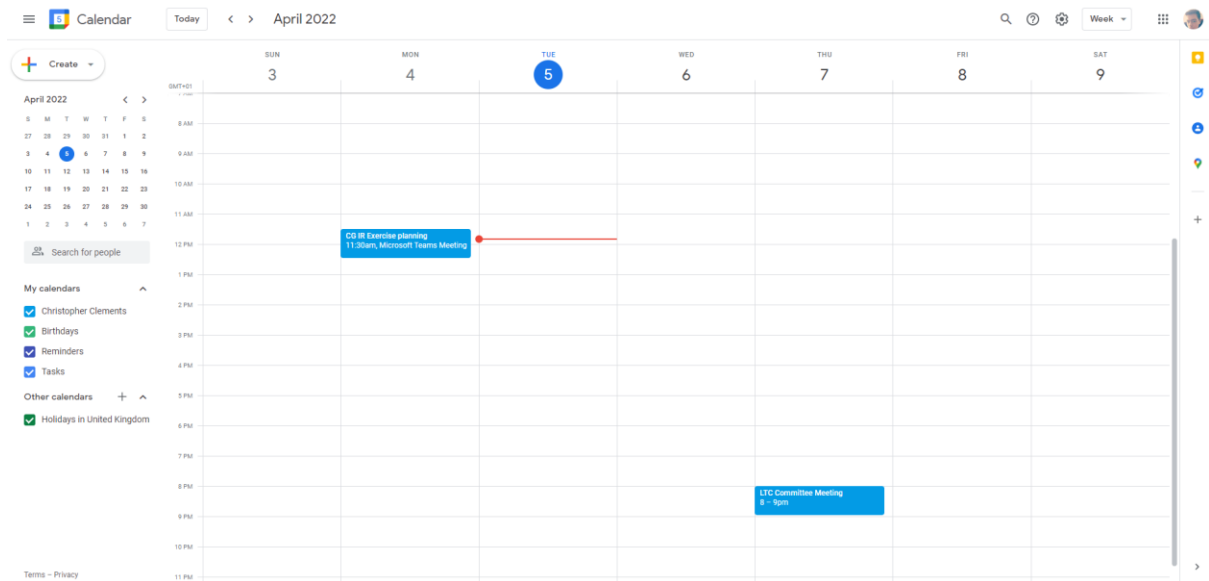 5 Calendar Today April 2022 Week
Create
April 2022
S M T W T F S
27 28 29 30 31 1 2
3 4 5 6 7 8 9
10 11 12 13 14 15 16
17 18 19 20 21 22 23
24 25 26 27 28 29 30
1 2 3 4 5 6 7
Search for people
My calendars
Christopher Clements
Birthdays
Reminders
Tasks
Other calendars
Holidays in United Kingdom
Terms – Privacy
SUN MON TUE WED THU FRI SAT
3 4 5 6 7 8 9
GMT+01
8 AM
9 AM
10 AM
11 AM
CG IR Exercise planning
11:30am, Microsoft Teams Meeting
12 PM
1 PM
2 PM
3 PM
4 PM
5 PM
6 PM
7 PM
8 PM
LTC Committee Meeting
8 – 9pm
9 PM
10 PM
11 PM